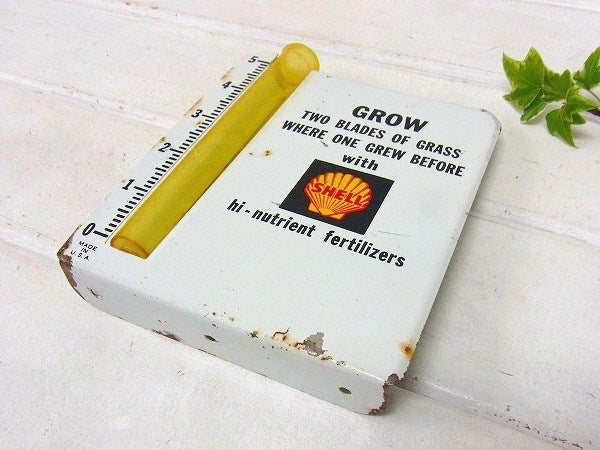 5
4
3
2
1
0
MADE
IN
U.S.A.
GROW
TWO BLADES OF GRASS
WHERE ONE GREW BEFORE
with
SHELL
hi-nutrient fertilizers